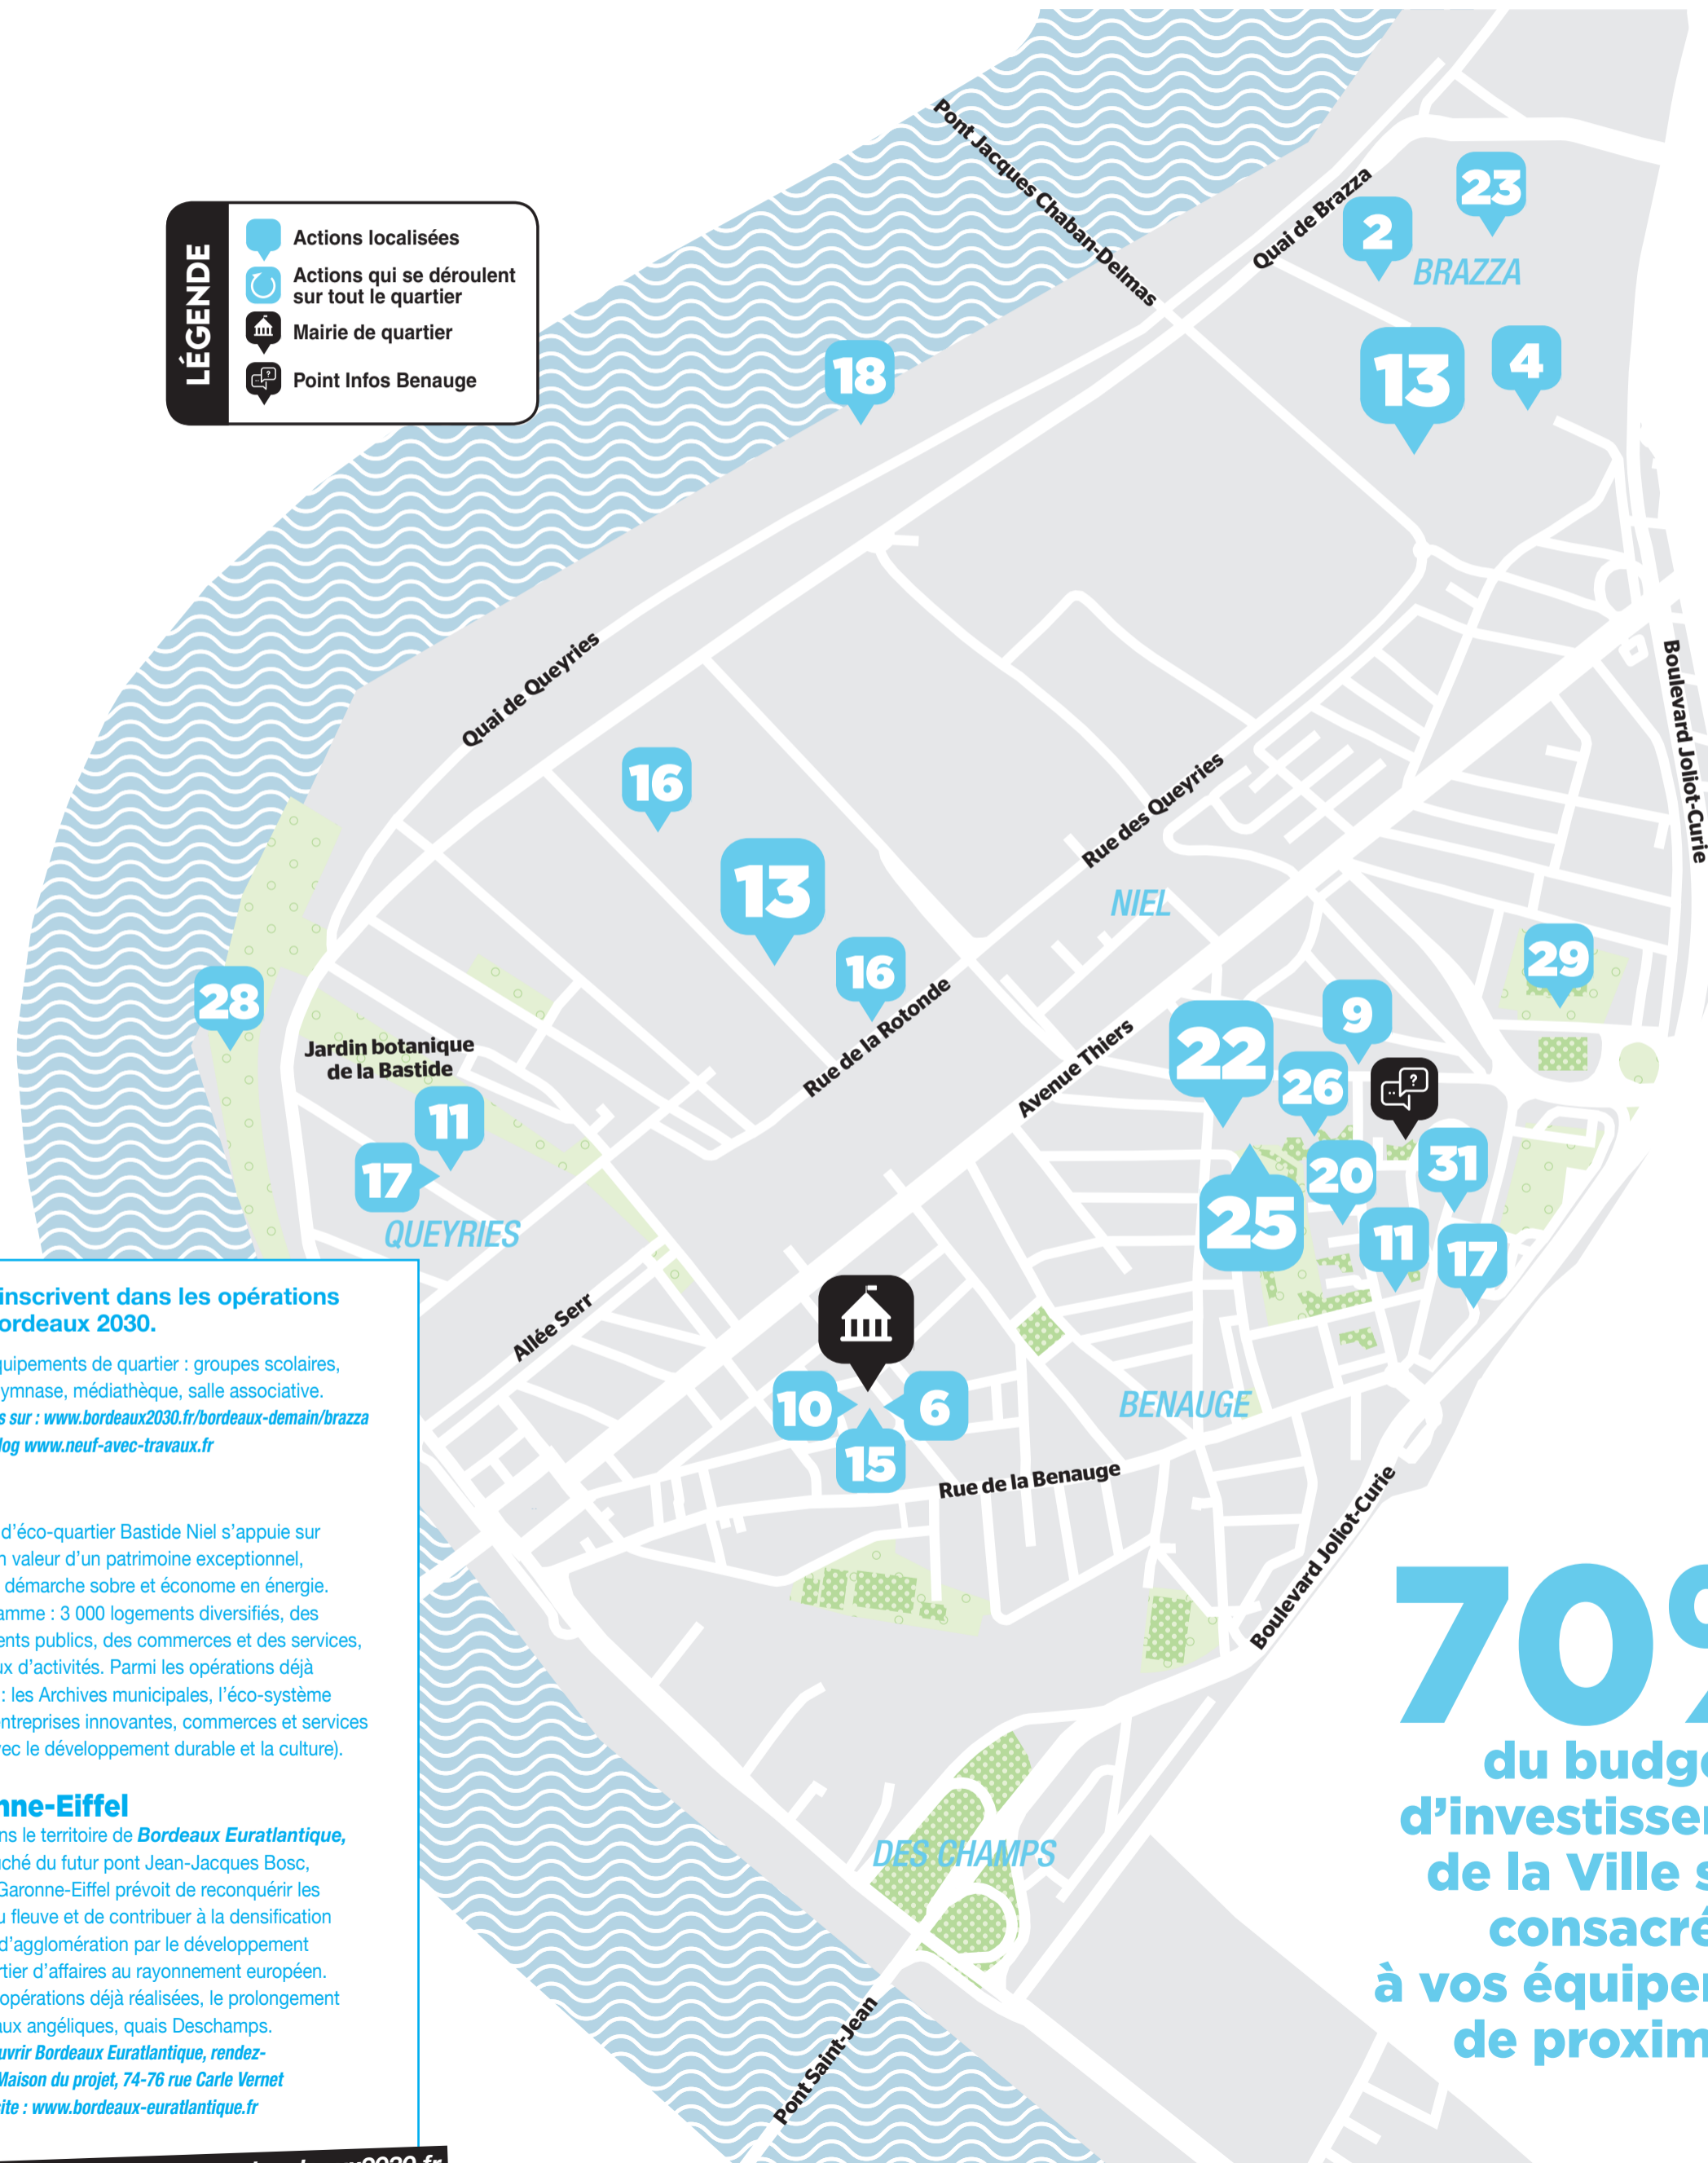 LÉGENDE
Actions localisées
Actions qui se déroulent
sur tout le quartier
Mairie de quartier
Point Infos Benauge
Pont Jacques Chaban-Delmas
Quai de Brazza
23
2
BRAZZA
13
4
18
Quai de Queyries
Boulevard Joliot-Curie
16
13
16
Rue des Queyries
NIEL
29
28
Rue de la Rotonde
Avenue Thiers
22
9
26
?
Jardin botanique
de la Bastide
11
17
QUEYRIES
25
20
31
11
17
Allée Serr
10
6
15
BENAUGE
Rue de la Benauge
Boulevard Joliot-Curie
DES CHAMPS
Pont Saint-Jean
inscrivent dans les opérations
ordeaux 2030.
quipements de quartier : groupes scolaires,
ymnase, médiathèque, salle associative.
s sur : www.bordeaux2030.fr/bordeaux-demain/brazza
log www.neuf-avec-travaux.fr
d'éco-quartier Bastide Niel s'appuie sur
n valeur d'un patrimoine exceptionnel,
démarche sobre et économe en énergie.
amme : 3 000 logements diversifiés, des
ents publics, des commerces et des services,
ux d'activités. Parmi les opérations déjà
: les Archives municipales, l'éco-système
ntreprises innovantes, commerces et services
vec le développement durable et la culture).
nne-Eiffel
ns le territoire de Bordeaux Euratlantique,
ché du futur pont Jean-Jacques Bosc,
Garonne-Eiffel prévoit de reconquérir les
u fleuve et de contribuer à la densification
d'agglomération par le développement
rtier d'affaires au rayonnement européen.
opérations déjà réalisées, le prolongement
aux angéliques, quais Deschamps.
uvrir Bordeaux Euratlantique, rendez-
Maison du projet, 74-76 rue Carle Vernet
site : www.bordeaux-euratlantique.fr
70%
du budge
d'investisse
de la Ville s
consacré
à vos équipe
de proxim